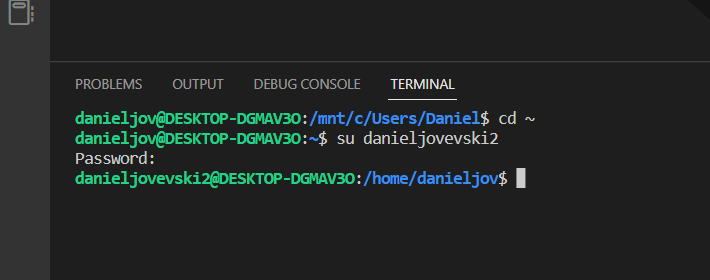 PROBLEMS OUTPUT DEBUG CONSOLE TERMINAL
danieljov@DESKTOP-DGMAV3O:/mnt/c/Users/Daniel$ cd ~
danieljov@DESKTOP-DGMAV3O:~$ su danieljovevski2
Password:
danieljovevski2@DESKTOP-DGMAV3O:/home/danieljov$